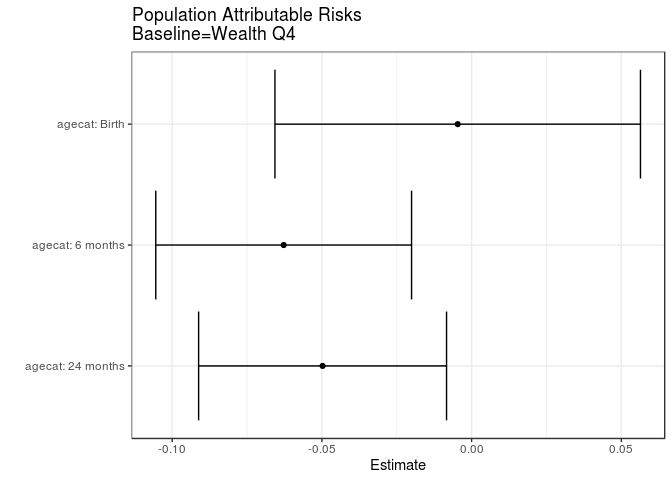 Population Attributable Risks
Baseline=Wealth Q4
agecat: Birth
agecat: 6 months
agecat: 24 months
-0.10
-0.05
0.00
0.05
Estimate